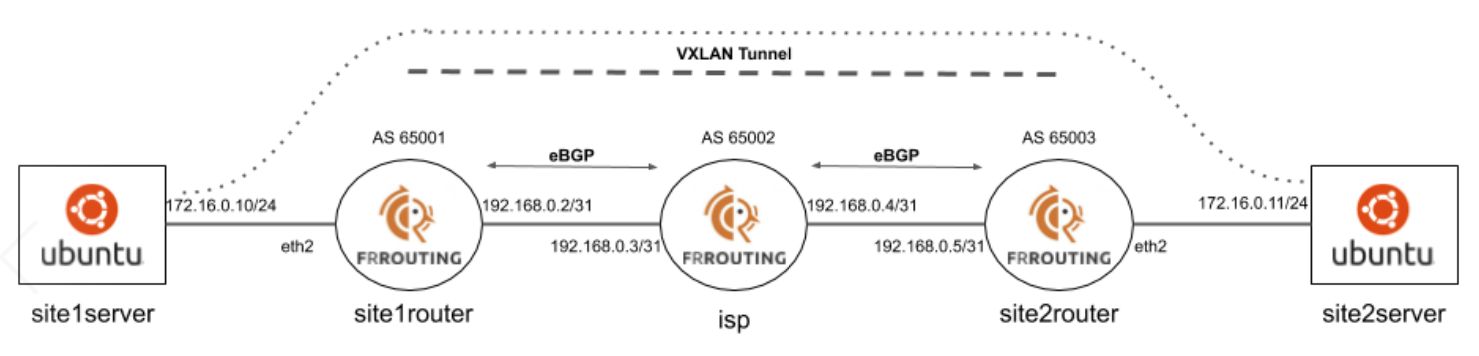 VXLAN Tunnel
AS 65001
AS 65002
AS 65003
eBGP
eBGP
172.16.0.10/24
192.168.0.2/31
192.168.0.4/31
172.16.0.11/24
eth2
192.168.0.3/31
192.168.0.5/31
eth2
ubuntu
FRROUTING
FRROUTING
FRROUTING
ubuntu
site1server
site1router
isp
site2router
site2server